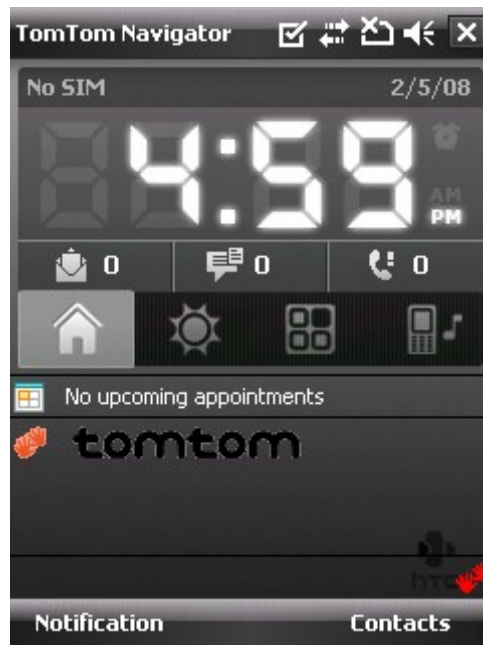 TomTom Navigator
No SIM 2/5/08
4:59
AM
PM
0 0 0
No upcoming appointments
tomtom
hTC
Notification Contacts